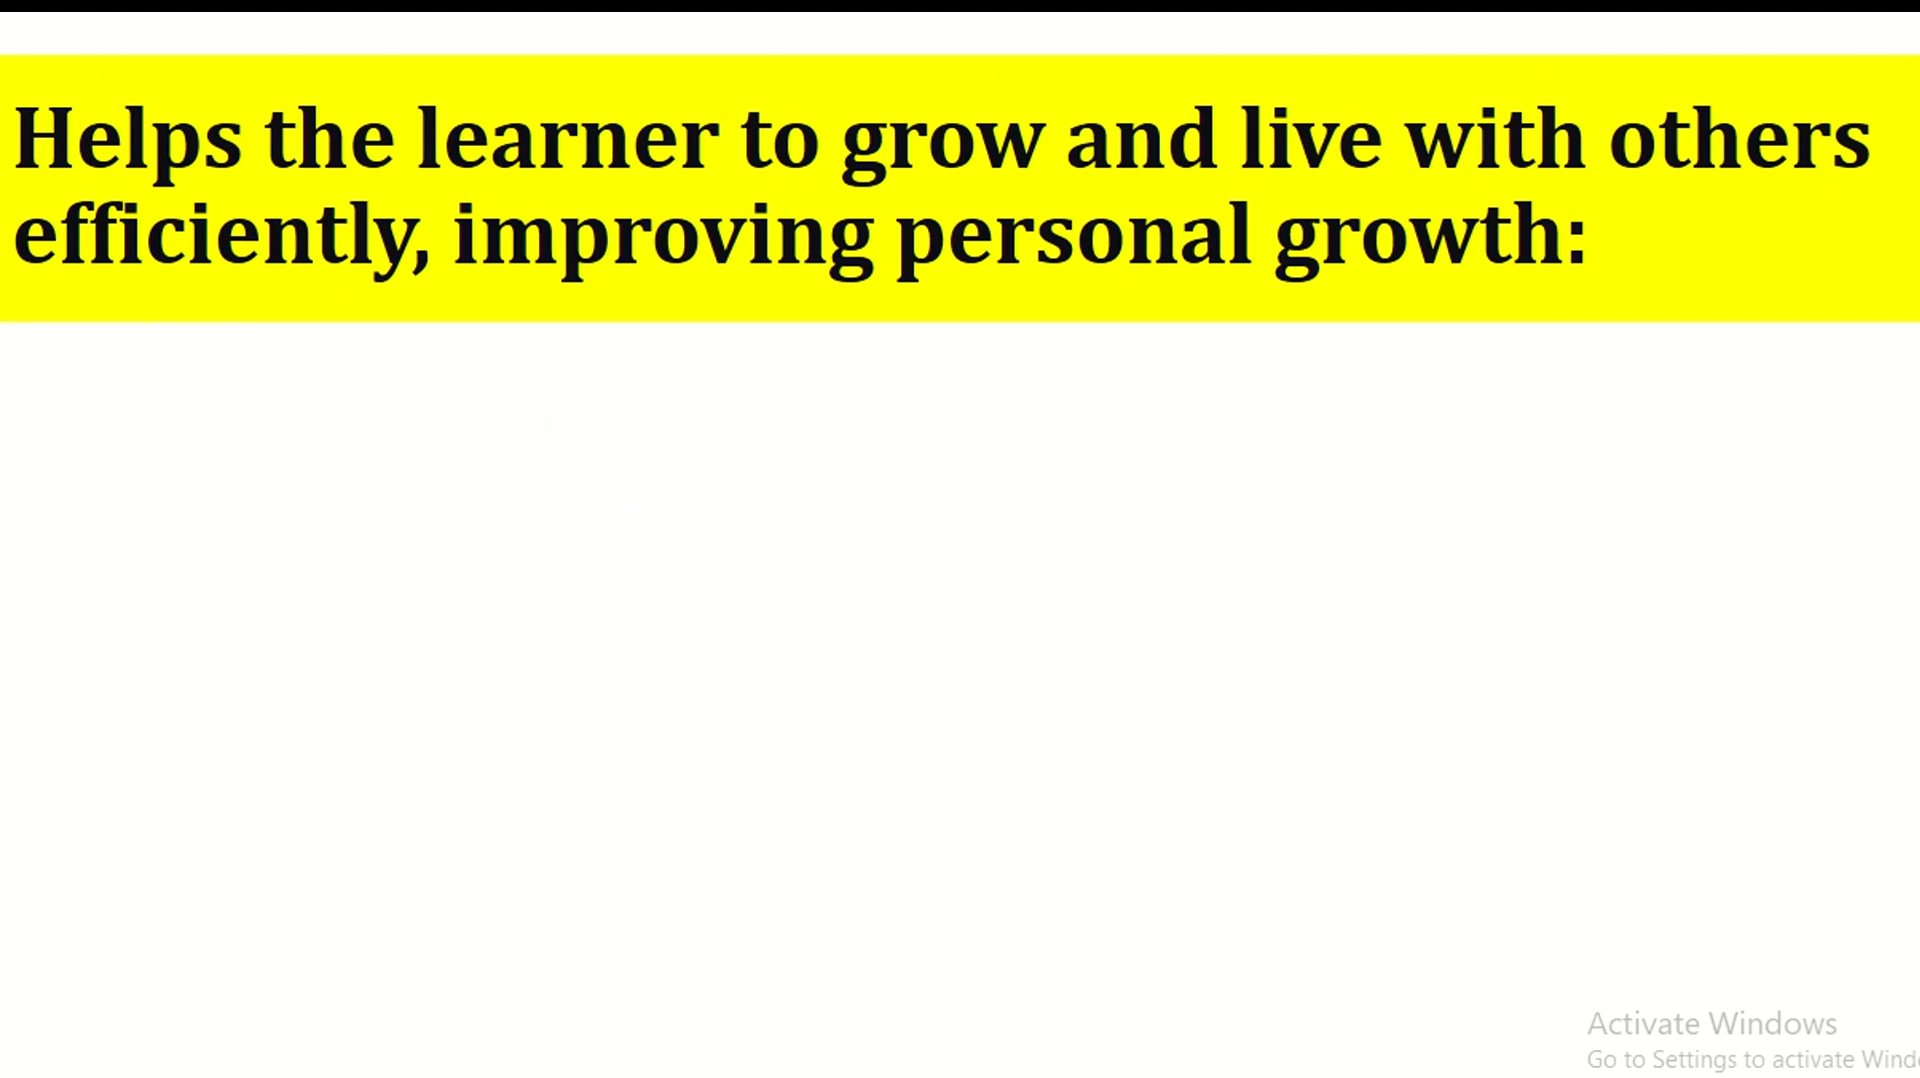 Helps the learner to grow and live with others
efficiently, improving personal growth:
Activate Windows
Go to Settings to activate